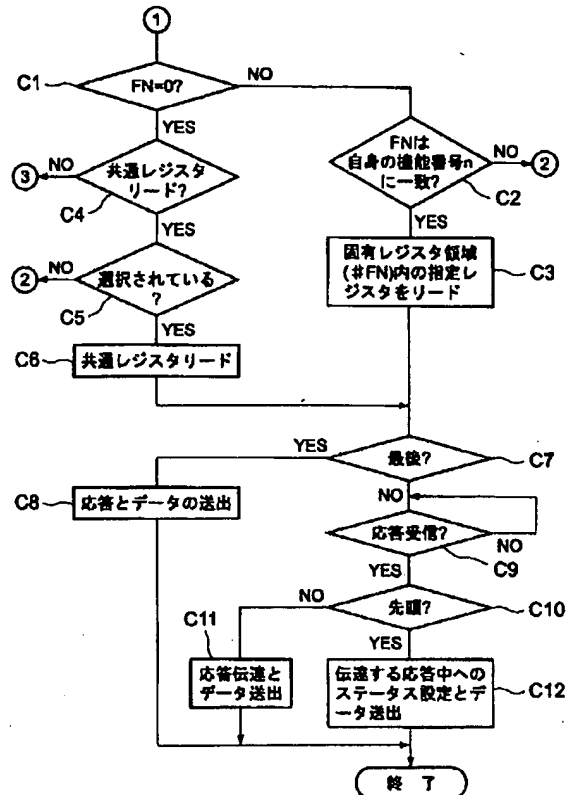 1
C1
FN=0?
NO
YES
3
NO
共通レジスタ
リード?
C4
YES
FNは
自身の機能番号n
に一致?
NO
2
C2
YES
2
NO
選択されている
?
C5
YES
固有レジスタ領域
(#FN)内の指定レ
ジスタをリード
C3
C6
共通レジスタリード
YES
最後?
C7
C8
応答とデータの送出
NO
応答受信?
NO
C9
YES
NO
先頭?
C10
YES
C11
応答伝達と
データ送出
伝達する応答中への
ステータス設定とデ
ータ送出
C12
終 了